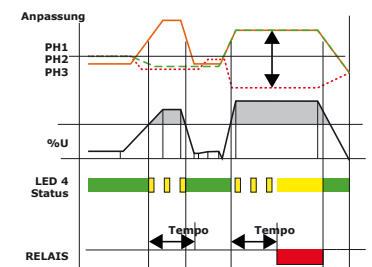 Anpassung
PH1
PH2
PH3
%U
LED 4
Status
Tempo
Tempo
RELAIS